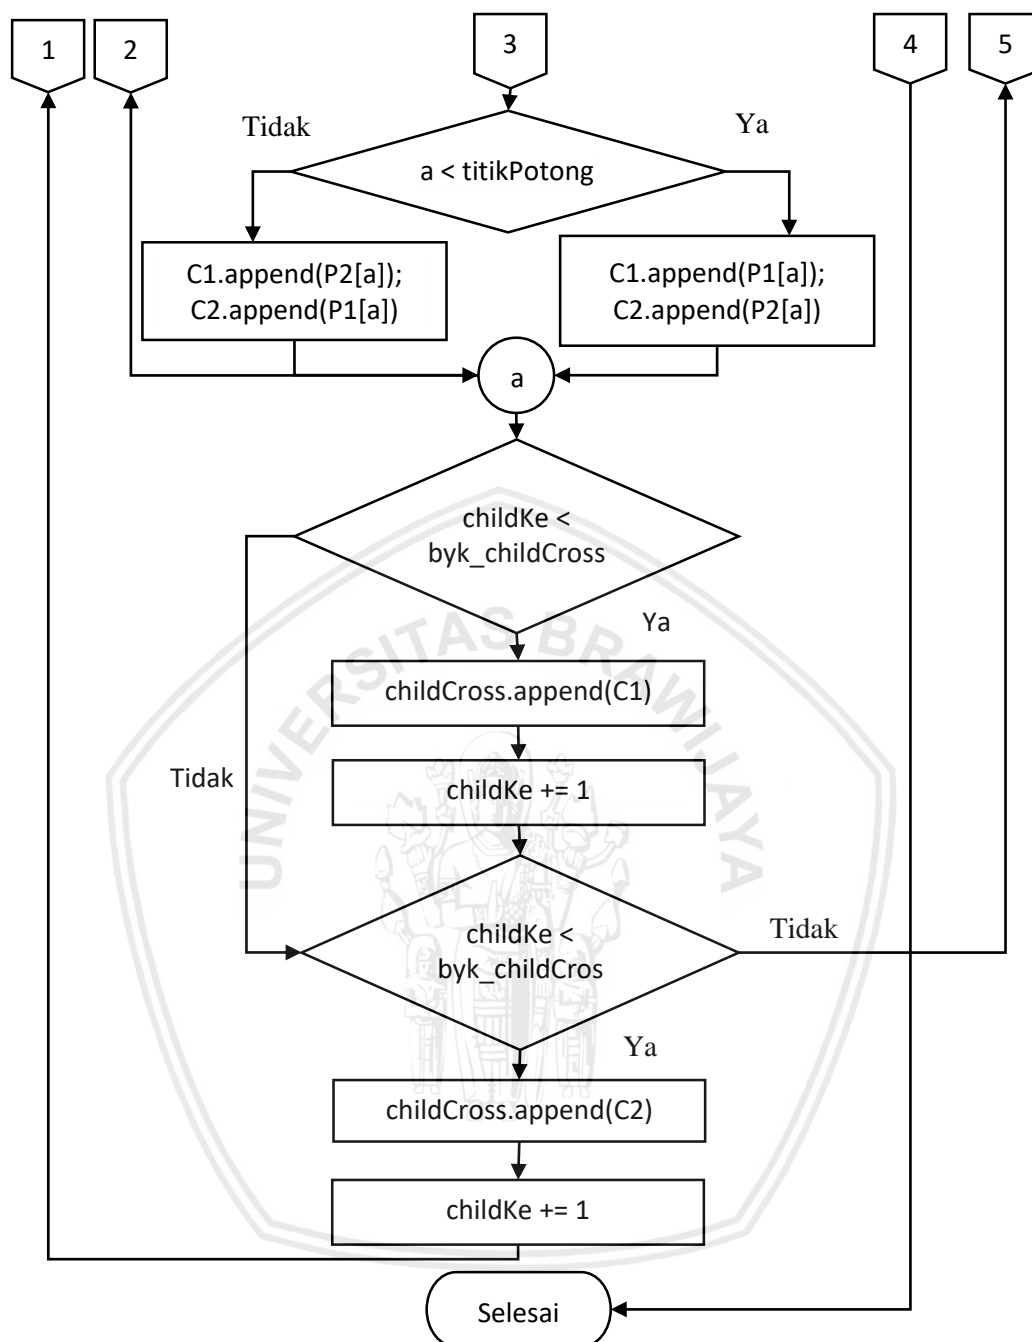 1
2
3
4
5
Tidak
Ya
a < titikPotong
C1.append(P2[a]);
C2.append(P1[a])
C1.append(P1[a]);
C2.append(P2[a])
a
childKe <
byk_childCross
Ya
UNIVERSITAS BRAWIJAYA
childCross.append(C1)
Tidak
childKe += 1
childKe <
byk_childCros
Tidak
Ya
childCross.append(C2)
childKe += 1
Selesai